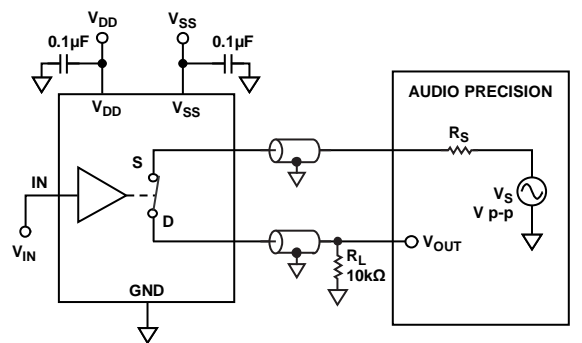 VDD
VSS
0.1µF
0.1µF
VDD
VSS
AUDIO PRECISION
RS
S
IN
VS
V p-p
D
VIN
VOUT
RL
10kΩ
GND